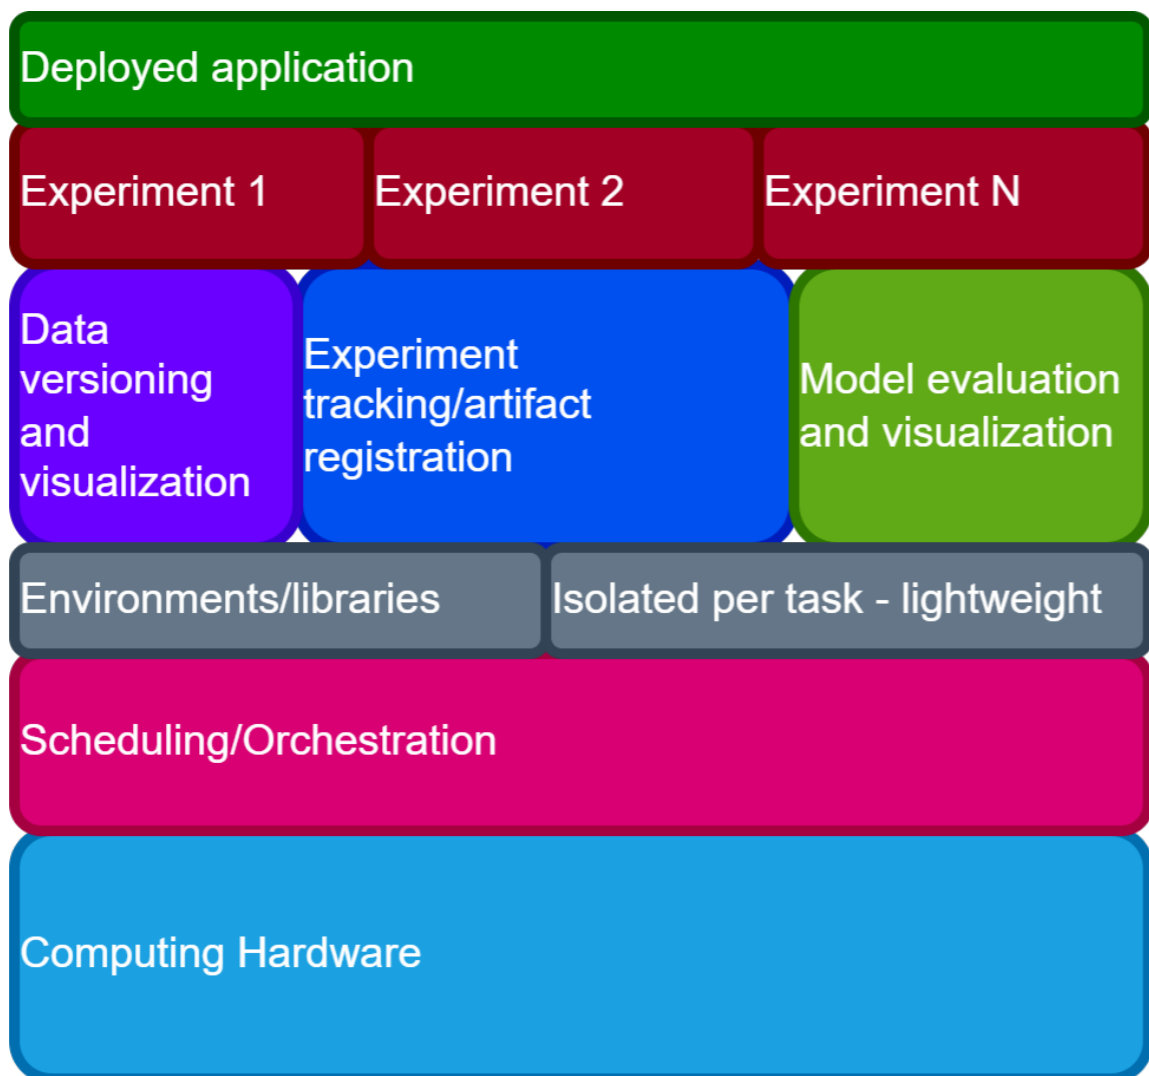 Deployed application
Experiment 1
Experiment 2
Experiment N
Data
versioning
and
visualization
Experiment
tracking/artifact
registration
Model evaluation
and visualization
Environments/libraries
Isolated per task - lightweight
Scheduling/Orchestration
Computing Hardware